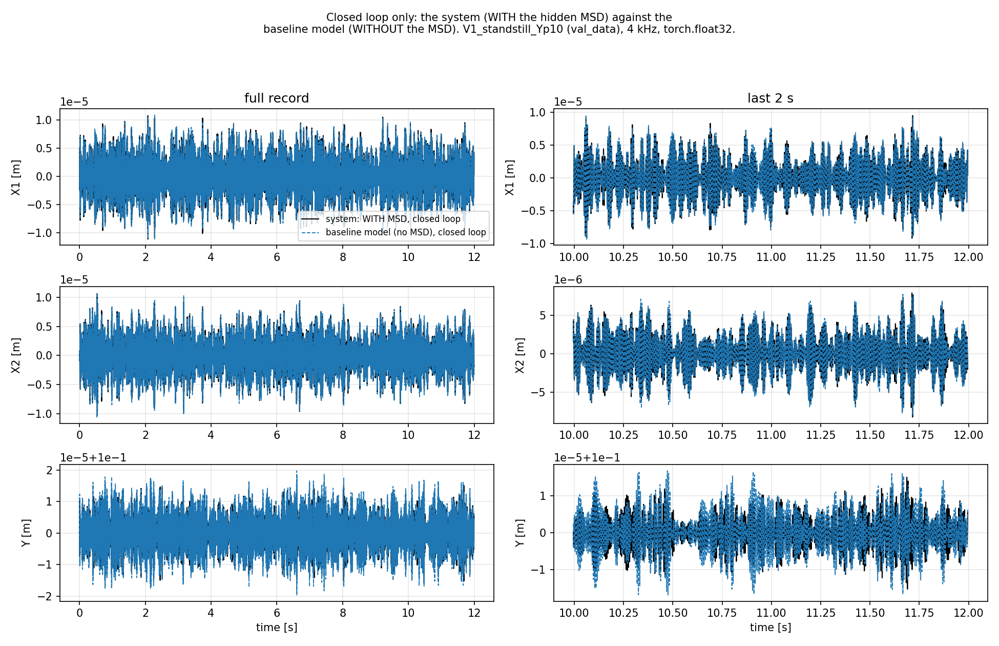 Closed loop only: the system (WITH the hidden MSD) against the
baseline model (WITHOUT the MSD). V1_standstill_Yp10 (val_data), 4 kHz, torch.float32.
full record
1e−5
X1 [m]
1.0
0.5
0.0
−0.5
−1.0
system: WITH MSD, closed loop
baseline model (no MSD), closed loop
0 2 4 6 8 10 12
last 2 s
1e−5
X1 [m]
1.0
0.5
0.0
−0.5
−1.0
10.00 10.25 10.50 10.75 11.00 11.25 11.50 11.75 12.00
1e−5
X2 [m]
1.0
0.5
0.0
−0.5
−1.0
0 2 4 6 8 10 12
1e−6
X2 [m]
5
0
−5
10.00 10.25 10.50 10.75 11.00 11.25 11.50 11.75 12.00
1e−5+1e−1
Y [m]
2
1
0
−1
−2
0 2 4 6 8 10 12
time [s]
1e−5+1e−1
Y [m]
1
0
−1
10.00 10.25 10.50 10.75 11.00 11.25 11.50 11.75 12.00
time [s]